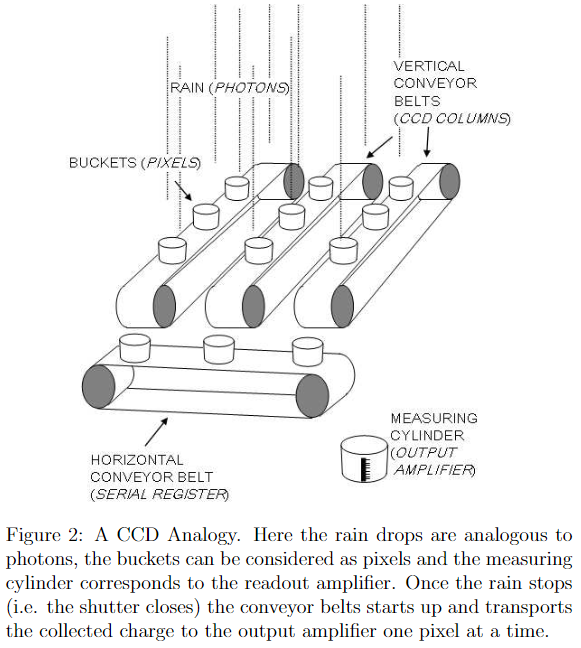 RAIN (PHOTONS)
VERTICAL
CONVEYOR
BELTS
(CCD COLUMNS)
BUCKETS (PIXELS)
HORIZONTAL
CONVEYOR BELT
(SERIAL REGISTER)
MEASURING
CYLINDER
(OUTPUT
AMPLIFIER)
Figure 2: A CCD Analogy. Here the rain drops are analogous to
photons, the buckets can be considered as pixels and the measuring
cylinder corresponds to the readout amplifier. Once the rain stops
(i.e. the shutter closes) the conveyor belts starts up and transports
the collected charge to the output amplifier one pixel at a time.